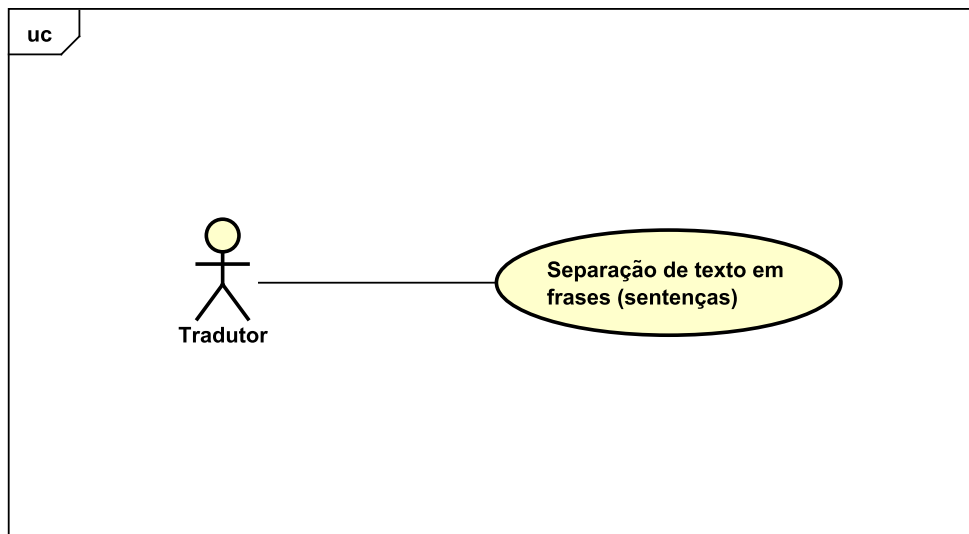 uc
Separação de texto em
frases (sentenças)
Tradutor